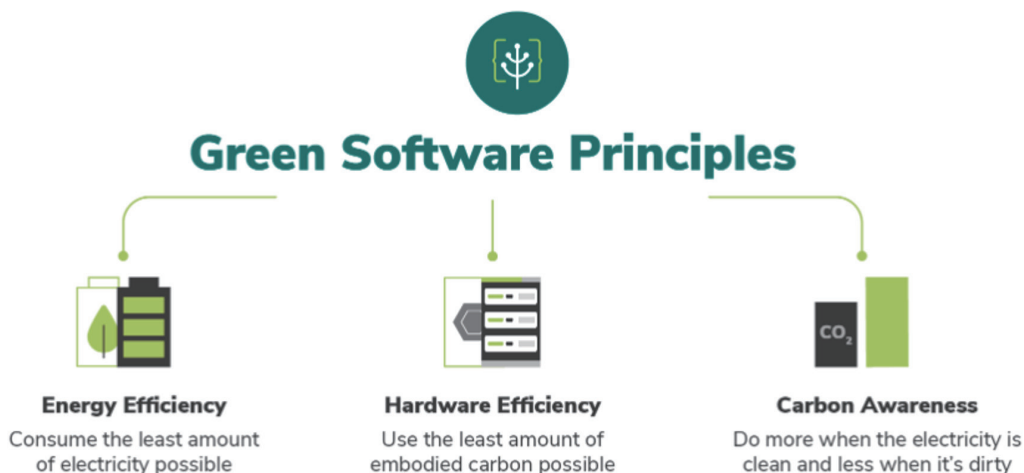 Green Software Principles
Energy Efficiency
Consume the least amount
of electricity possible
Hardware Efficiency
Use the least amount of
embodied carbon possible
CO₂
Carbon Awareness
Do more when the electricity is
clean and less when it's dirty